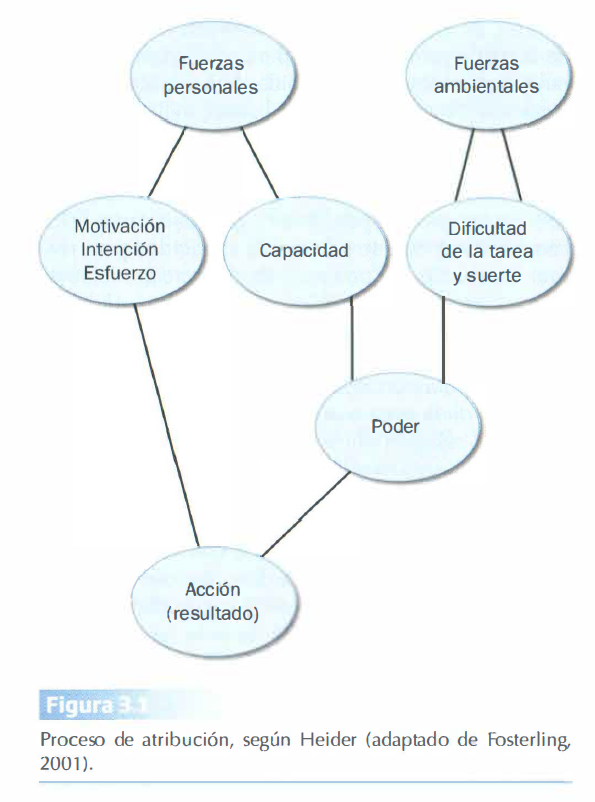 Fuerzas
personales
Fuerzas
ambientales
Motivación
Intención
Esfuerzo
Capacidad
Dificultad
de la tarea
y suerte
Poder
Acción
(resultado)
Figura 3.1
Proceso de atribución, según Heider (adaptado de Fosterling,
2001).